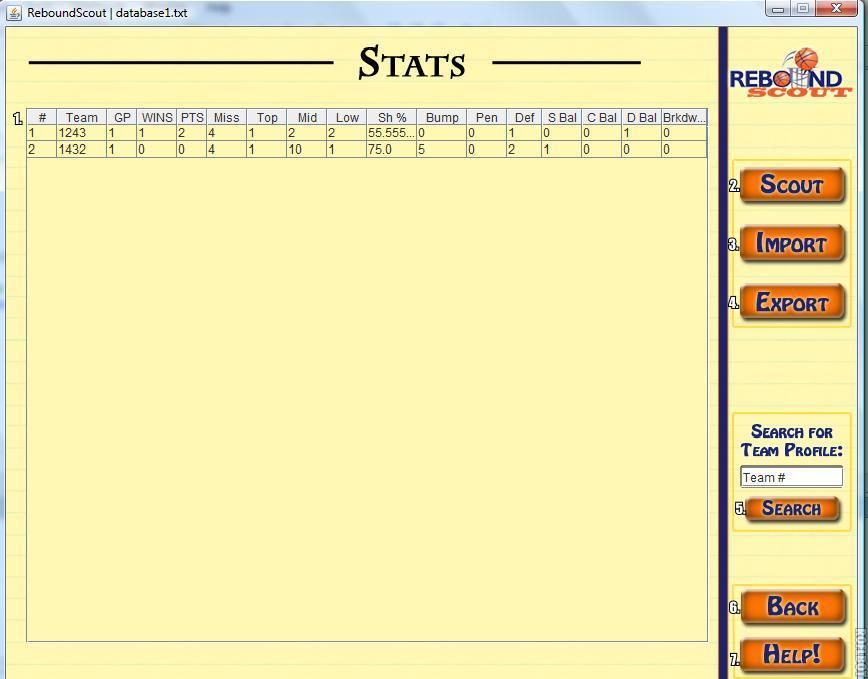 ReboundScout | database1.txt
STATS
REBOUND
SCOUT
1. # Team GP WINS PTS Miss Top Mid Low Sh % Bump Pen Def S Bal C Bal D Bal Brkdw...
1 1243 1 1 2 4 1 2 2 55.555... 0 0 1 0 0 1 0
2 1432 1 0 0 4 1 10 1 75.0 5 0 2 1 0 0 0
2. SCOUT
3. IMPORT
4. EXPORT
SEARCH FOR
TEAM PROFILE:
Team #
5. SEARCH
6. BACK
7. HELP!